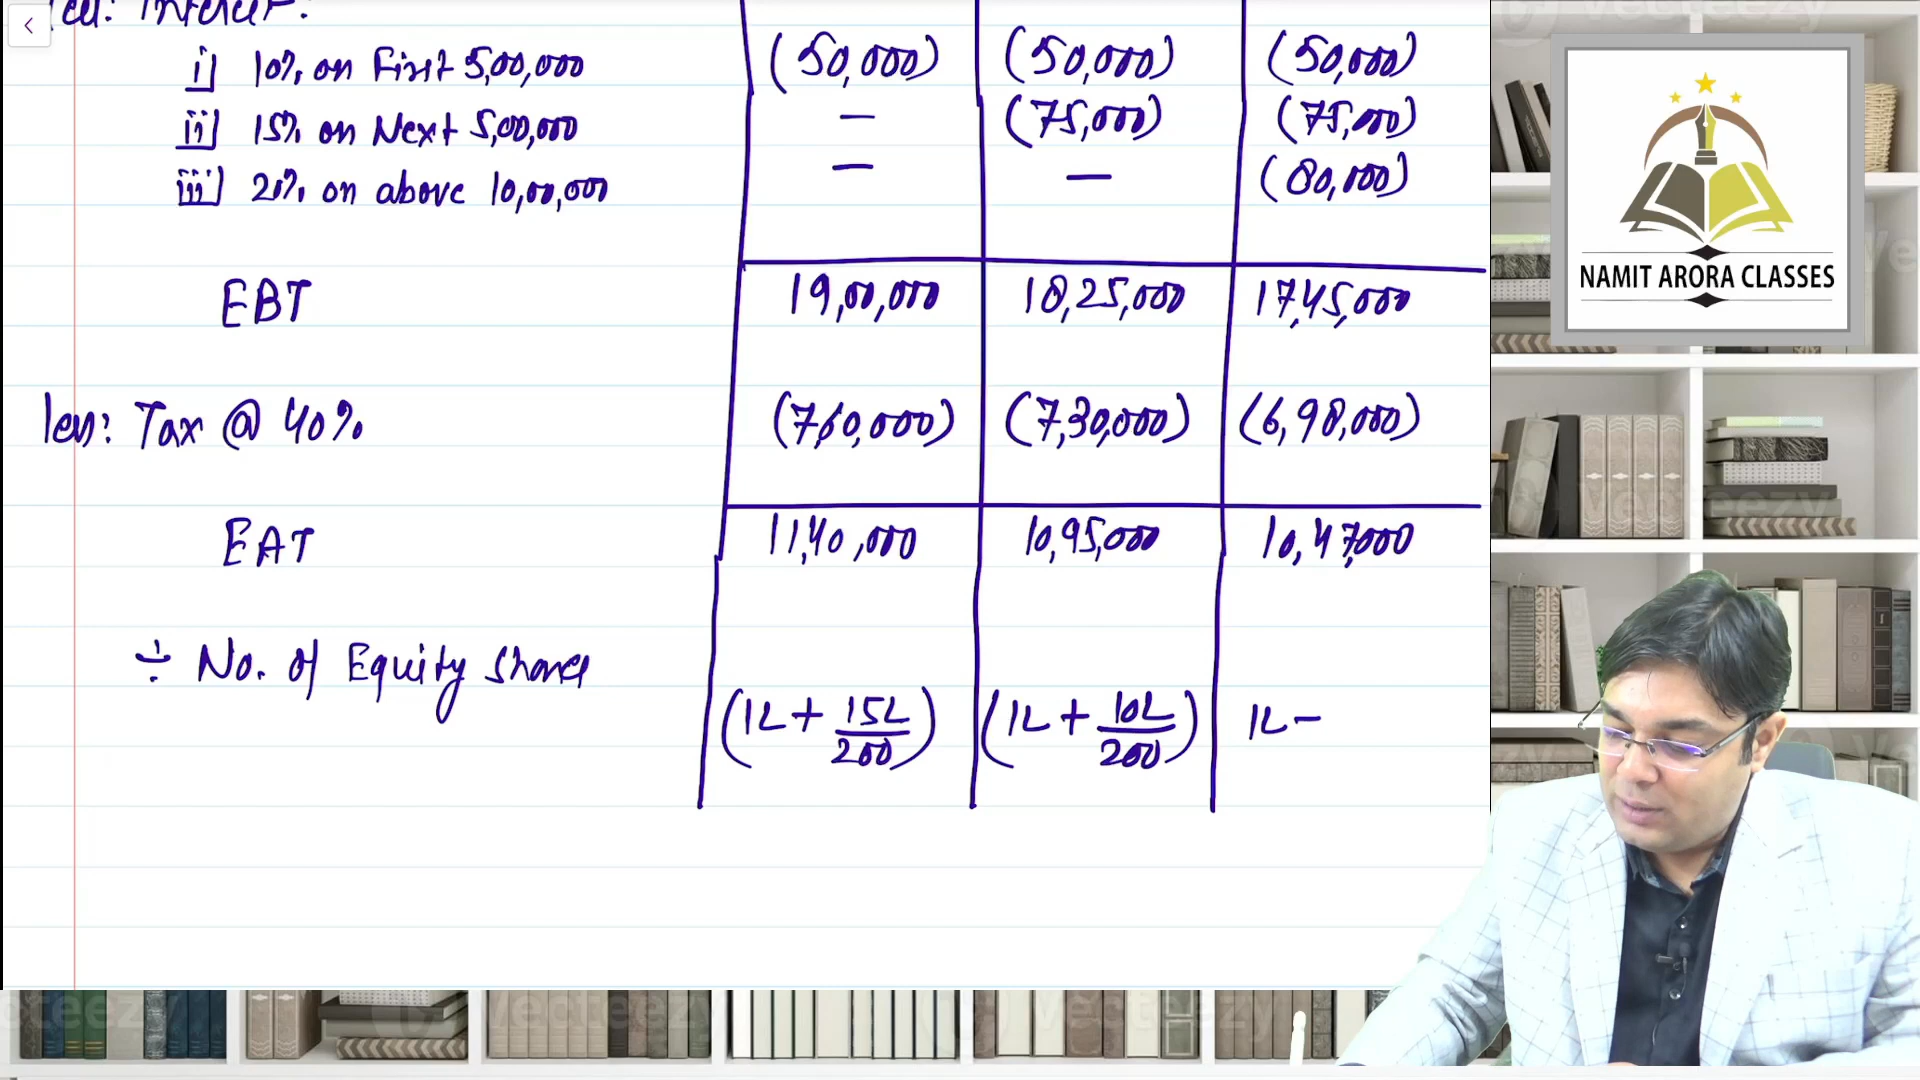 Interest:
i) 10% on First 5,00,000 (50,000) (50,000) (50,000)
ii) 15% on Next 5,00,000 — (75,000) (75,000)
iii) 20% on above 10,00,000 — — (80,000)
EBT 19,00,000 18,25,000 17,45,000
less: Tax @ 40% (7,60,000) (7,30,000) (6,98,000)
EAT 11,40,000 10,95,000 10,47,000
÷ No. of Equity Shares
(1L + 15L/200) (1L + 10L/200) 1L -
NAMIT ARORA CLASSES
vecteezy